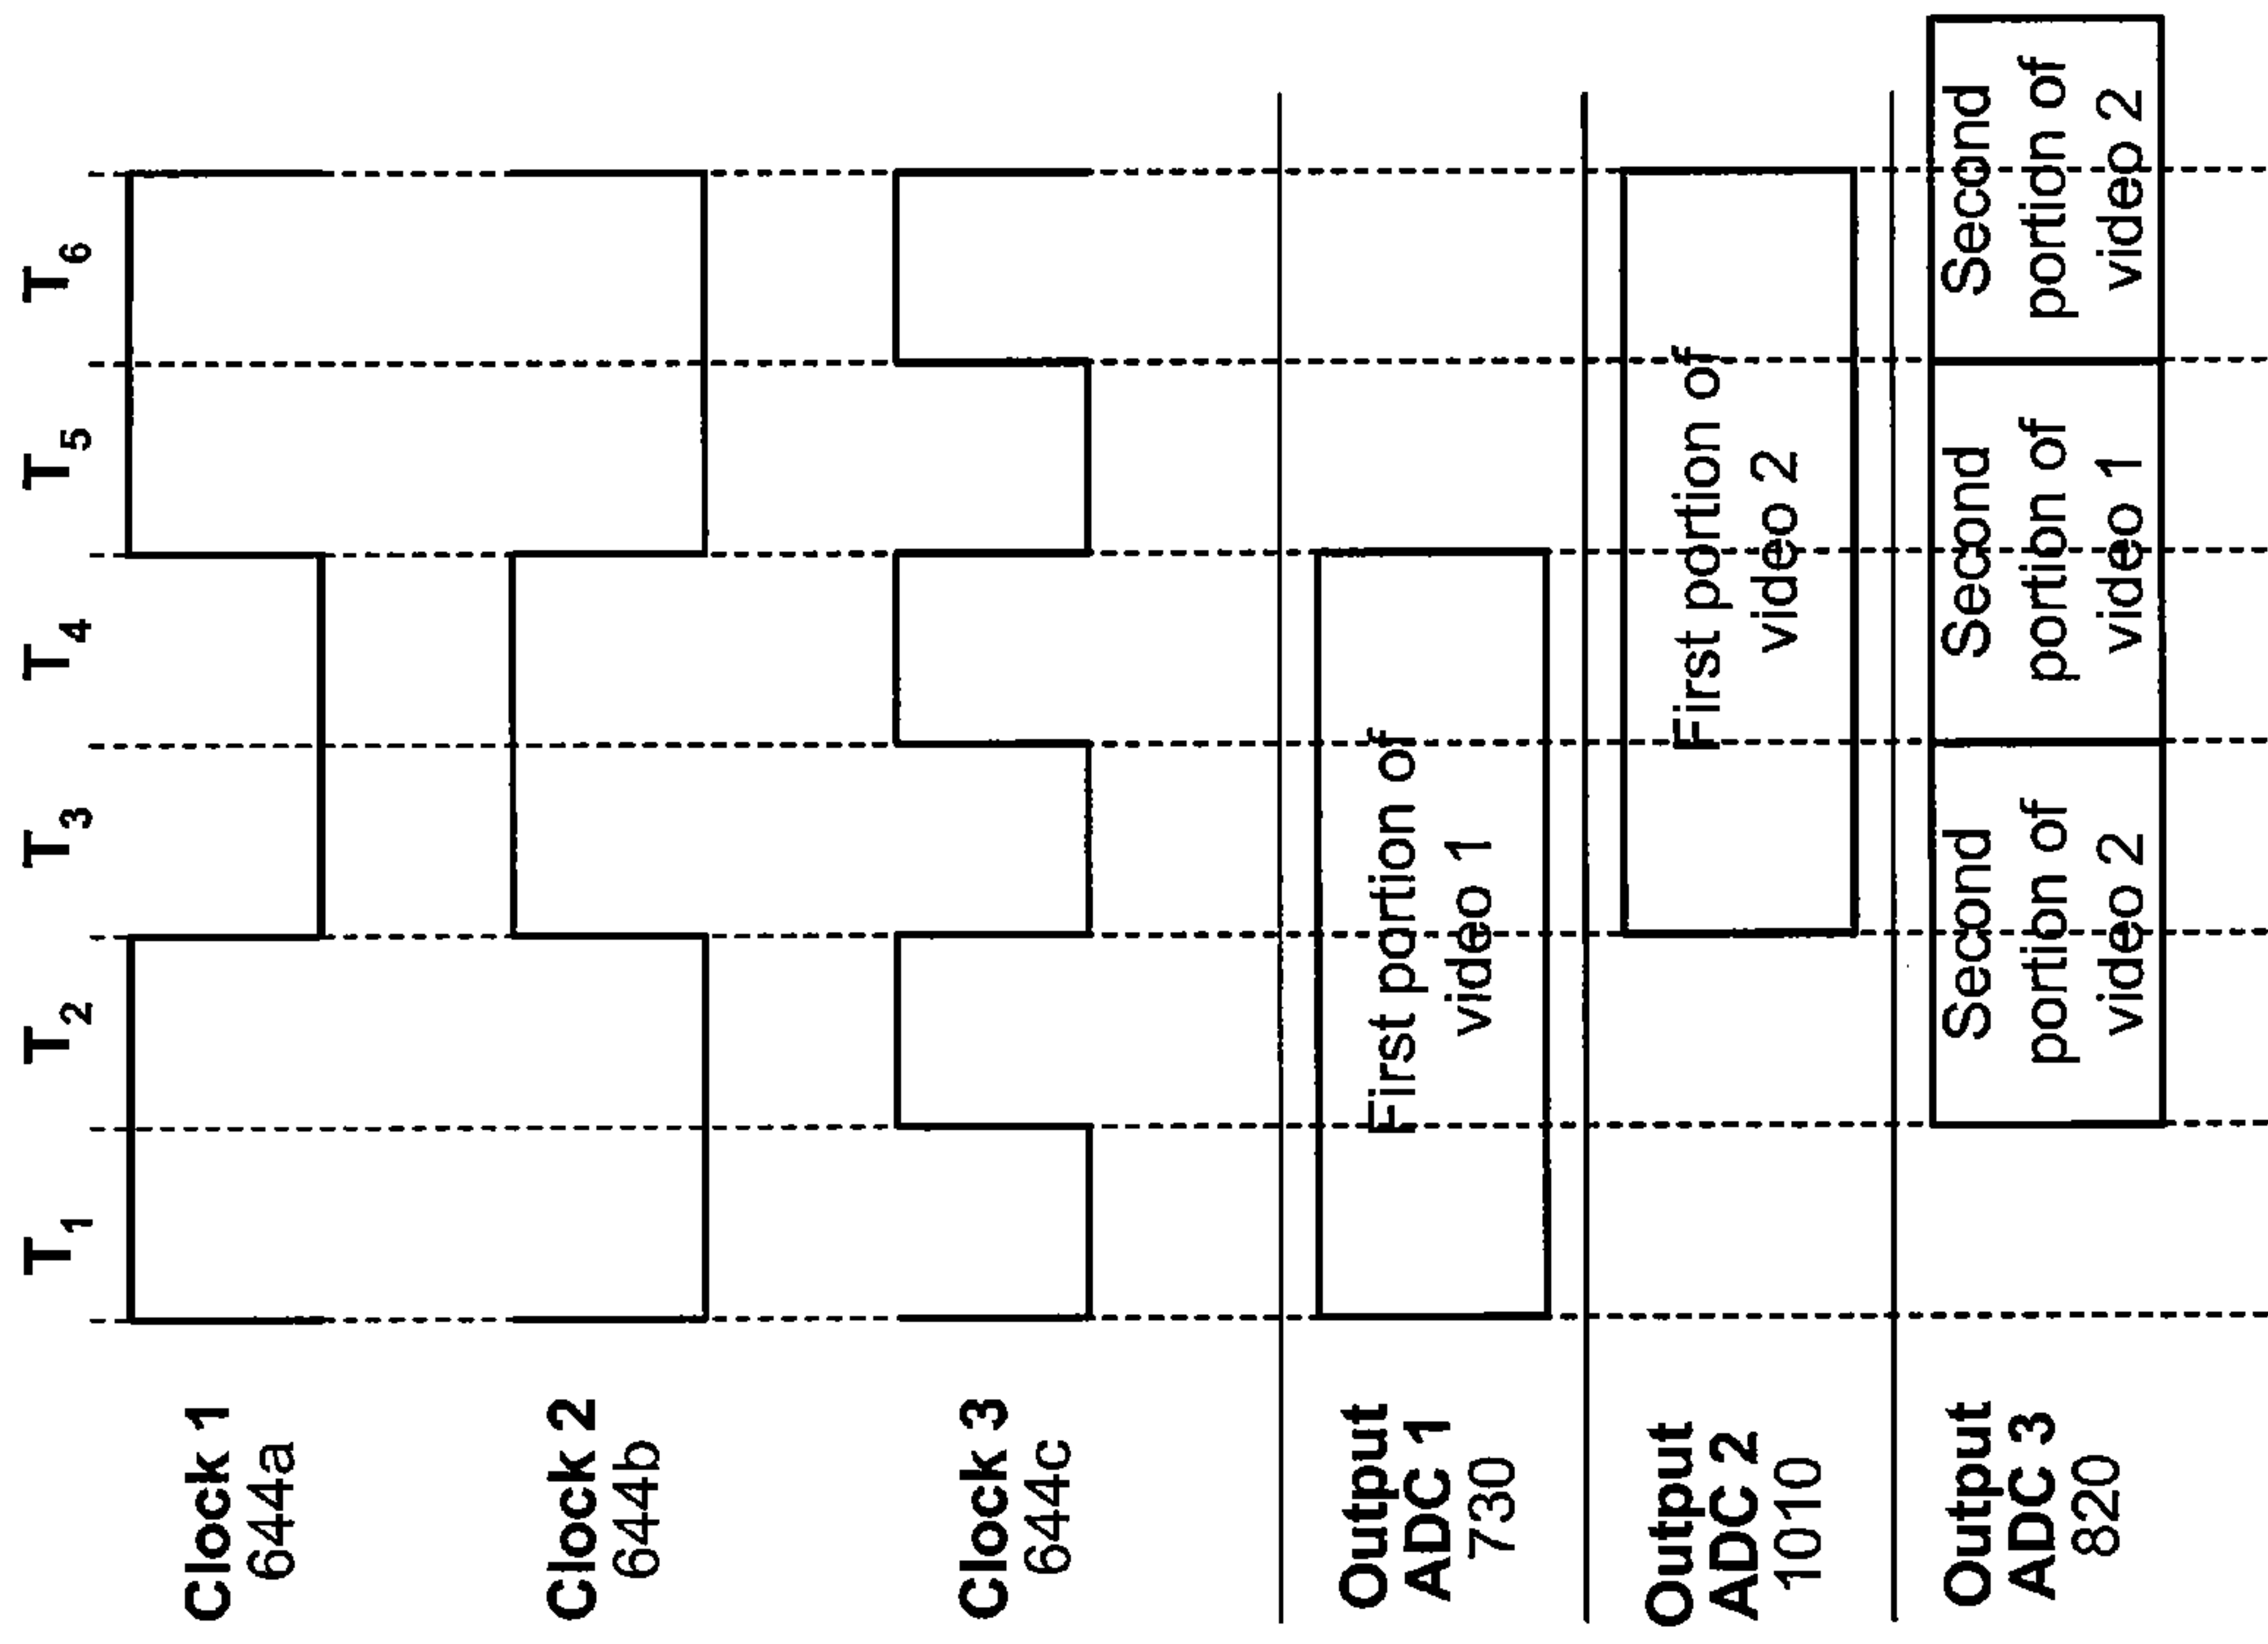 T1 T2 T3 T4 T5 T6
Clock 1
644a
Clock 2
644b
Clock 3
644c
Output
ADC 1
730
First portion of
video 1
Output
ADC 2
1010
First portion of
video 2
Output
ADC 3
820
Second
portion of
video 2
Second
portion of
video 1
Second
portion of
video 2